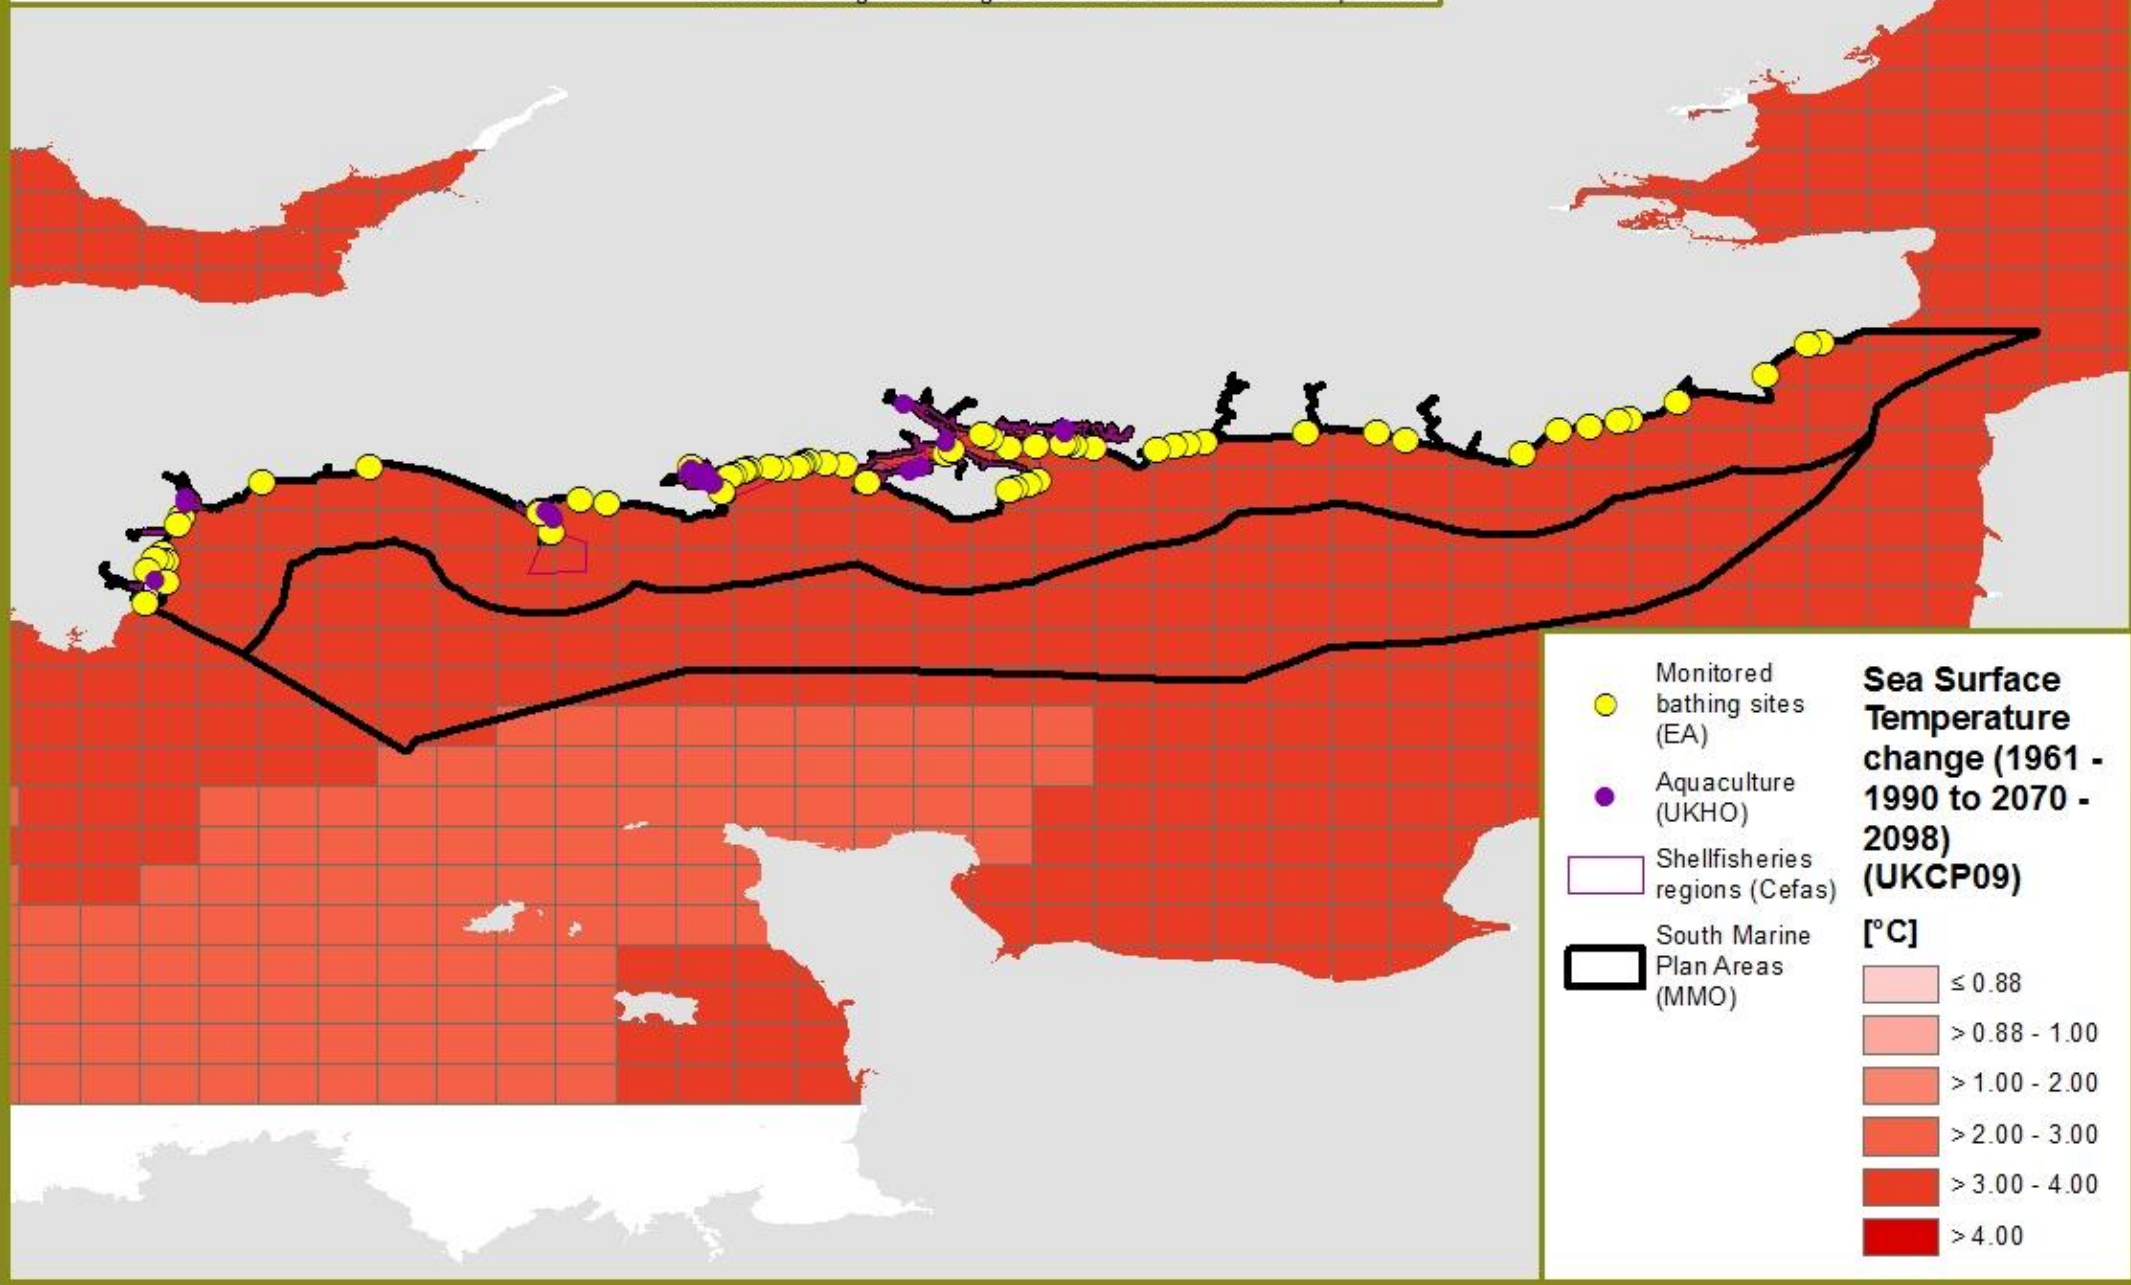 Monitored
bathing sites
(EA)
Aquaculture
(UKHO)
Shellfisheries
regions (Cefas)
South Marine
Plan Areas
(MMO)
Sea Surface
Temperature
change (1961 -
1990 to 2070 -
2098)
(UKCP09)
[°C]
≤ 0.88
> 0.88 - 1.00
> 1.00 - 2.00
> 2.00 - 3.00
> 3.00 - 4.00
> 4.00